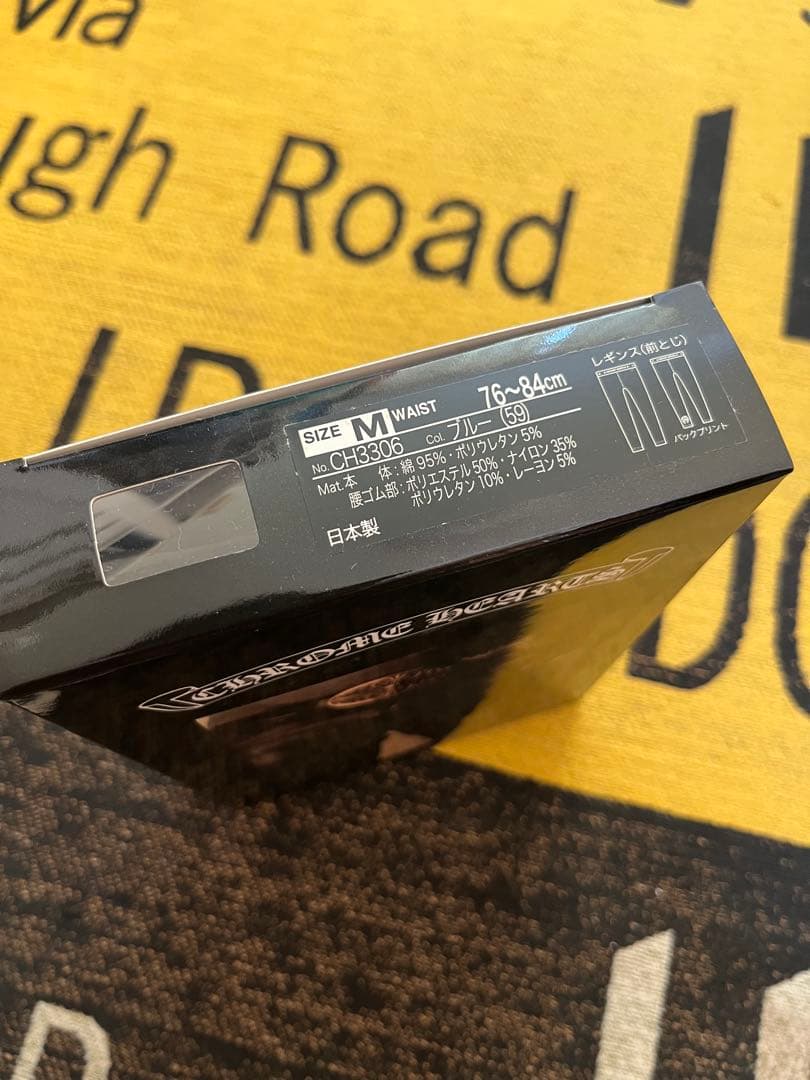 via
ugh Road
ID
SIZE M WAIST 76~84cm
No. CH3306 Col. ブルー (59)
Mat.本 体:綿 95%・ポリウレタン 5%
腰ゴム部:ポリエステル 50%・ナイロン 35%
ポリウレタン 10%・レーヨン 5%
日本製
レギンス(前とじ)
バックプリント
CHROME HEARTS